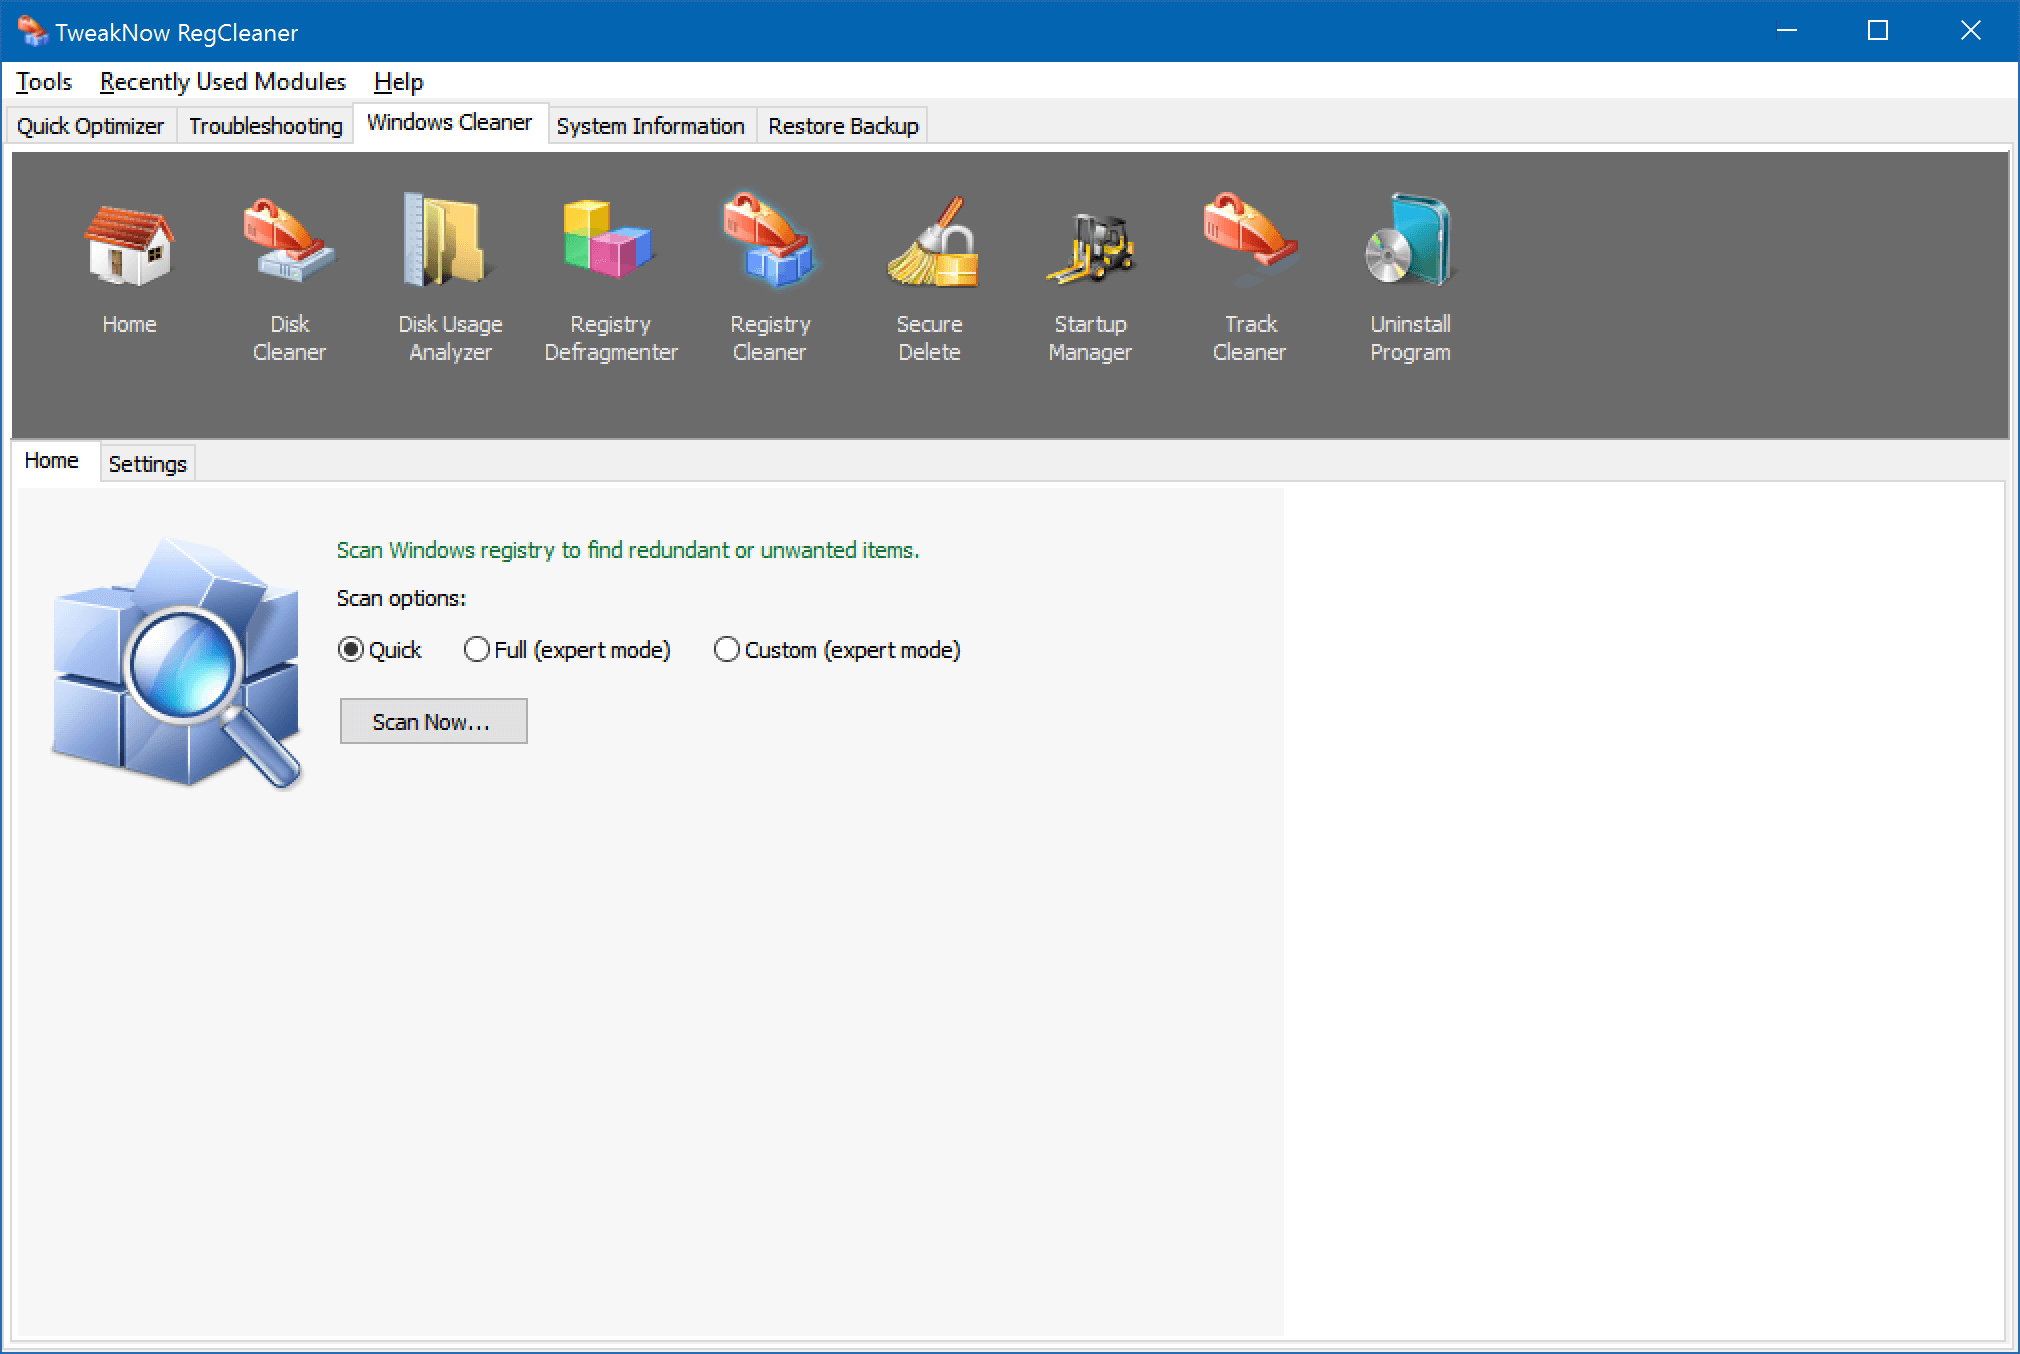 TweakNow RegCleaner
Tools Recently Used Modules Help
Quick Optimizer Troubleshooting Windows Cleaner System Information Restore Backup
Home
Disk
Cleaner
Disk Usage
Analyzer
Registry
Defragmenter
Registry
Cleaner
Secure
Delete
Startup
Manager
Track
Cleaner
Uninstall
Program
Home Settings
Scan Windows registry to find redundant or unwanted items.
Scan options:
Quick Full (expert mode) Custom (expert mode)
Scan Now...